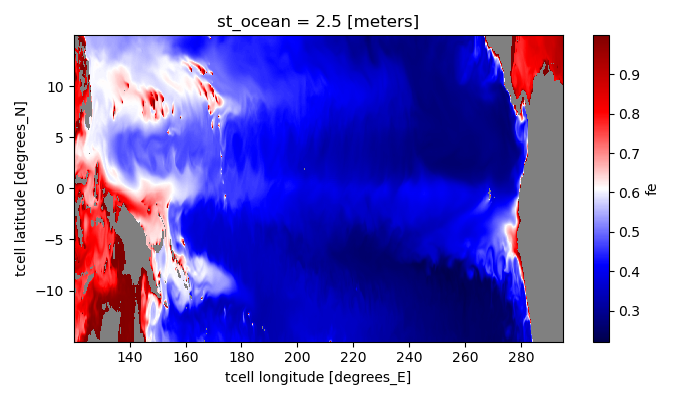 st_ocean = 2.5 [meters]
10
5
0
−5
−10
tcell latitude [degrees_N]
140 160 180 200 220 240 260 280
tcell longitude [degrees_E]
0.9
0.8
0.7
0.6
0.5
0.4
0.3
fe